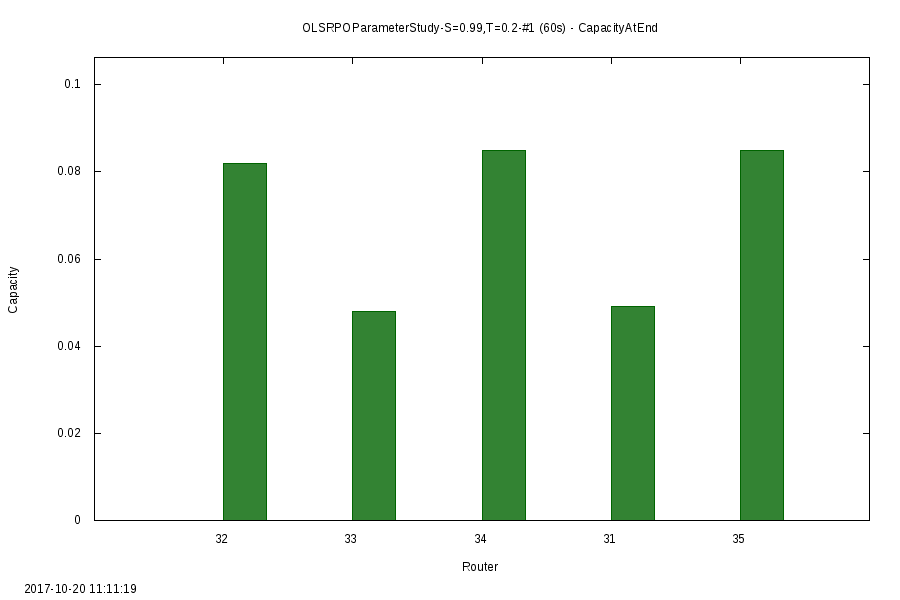 OLSRPOParameterStudy-S=0.99,T=0.2-#1 (60s) - CapacityAtEnd
0.1
0.08
0.06
0.04
0.02
0
Capacity
32 33 34 31 35
Router
2017-10-20 11:11:19